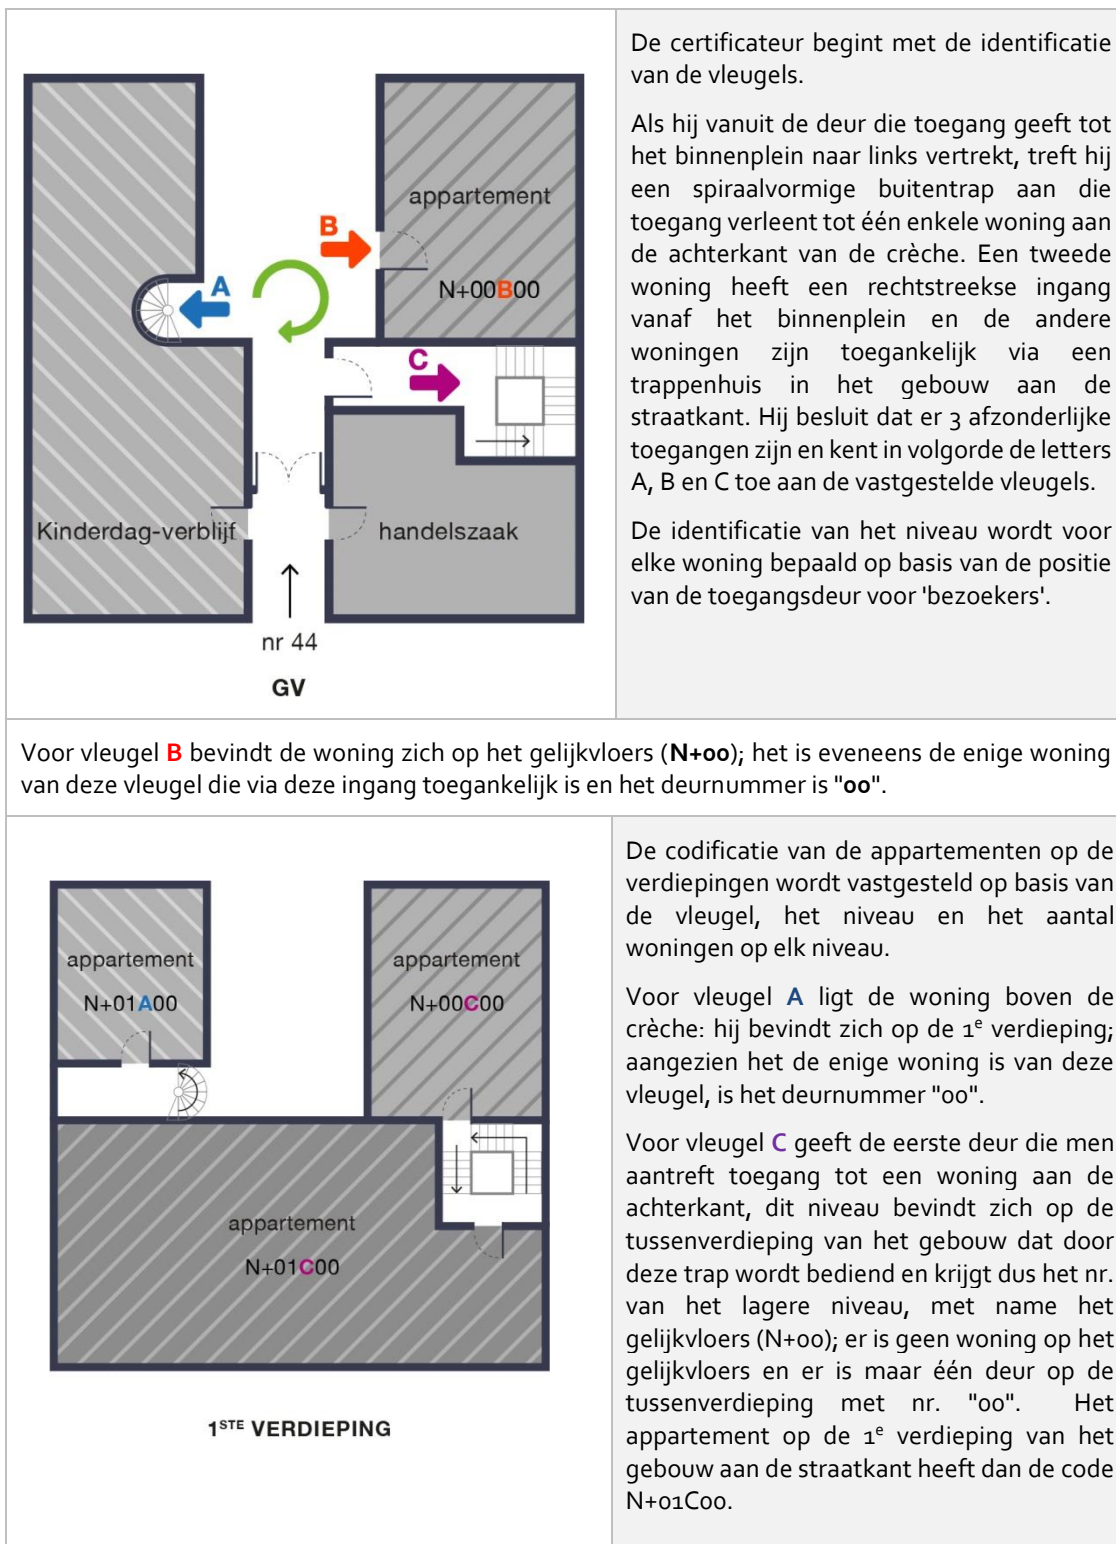 De certificateur begint met de identificatie
van de vleugels.
Als hij vanuit de deur die toegang geeft tot
het binnenplein naar links vertrekt, treft hij
een spiraalvormige buitentrap aan die
toegang verleent tot één enkele woning aan
de achterkant van de crèche. Een tweede
woning heeft een rechtstreekse ingang
vanaf het binnenplein en de andere
woningen zijn toegankelijk via een
trappenhuis in het gebouw aan de
straatkant. Hij besluit dat er 3 afzonderlijke
toegangen zijn en kent in volgorde de letters
A, B en C toe aan de vastgestelde vleugels.
De identificatie van het niveau wordt voor
elke woning bepaald op basis van de positie
van de toegangsdeur voor 'bezoekers'.
appartement
B
N+00B00
A
C
Kinderdag-verblijf
handelszaak
nr 44
GV
Voor vleugel B bevindt de woning zich op het gelijkvloers (N+00); het is eveneens de enige woning
van deze vleugel die via deze ingang toegankelijk is en het deurnummer is "00".
appartement
N+01A00
appartement
N+00C00
appartement
N+01C00
1STE VERDIEPING
De codificatie van de appartementen op de
verdiepingen wordt vastgesteld op basis van
de vleugel, het niveau en het aantal
woningen op elk niveau.
Voor vleugel A ligt de woning boven de
crèche: hij bevindt zich op de 1e verdieping;
aangezien het de enige woning is van deze
vleugel, is het deurnummer "00".
Voor vleugel C geeft de eerste deur die men
aantreft toegang tot een woning aan de
achterkant, dit niveau bevindt zich op de
tussenverdieping van het gebouw dat door
deze trap wordt bediend en krijgt dus het nr.
van het lagere niveau, met name het
gelijkvloers (N+00); er is geen woning op het
gelijkvloers en er is maar één deur op de
tussenverdieping met nr. "00". Het
appartement op de 1e verdieping van het
gebouw aan de straatkant heeft dan de code
N+01C00.